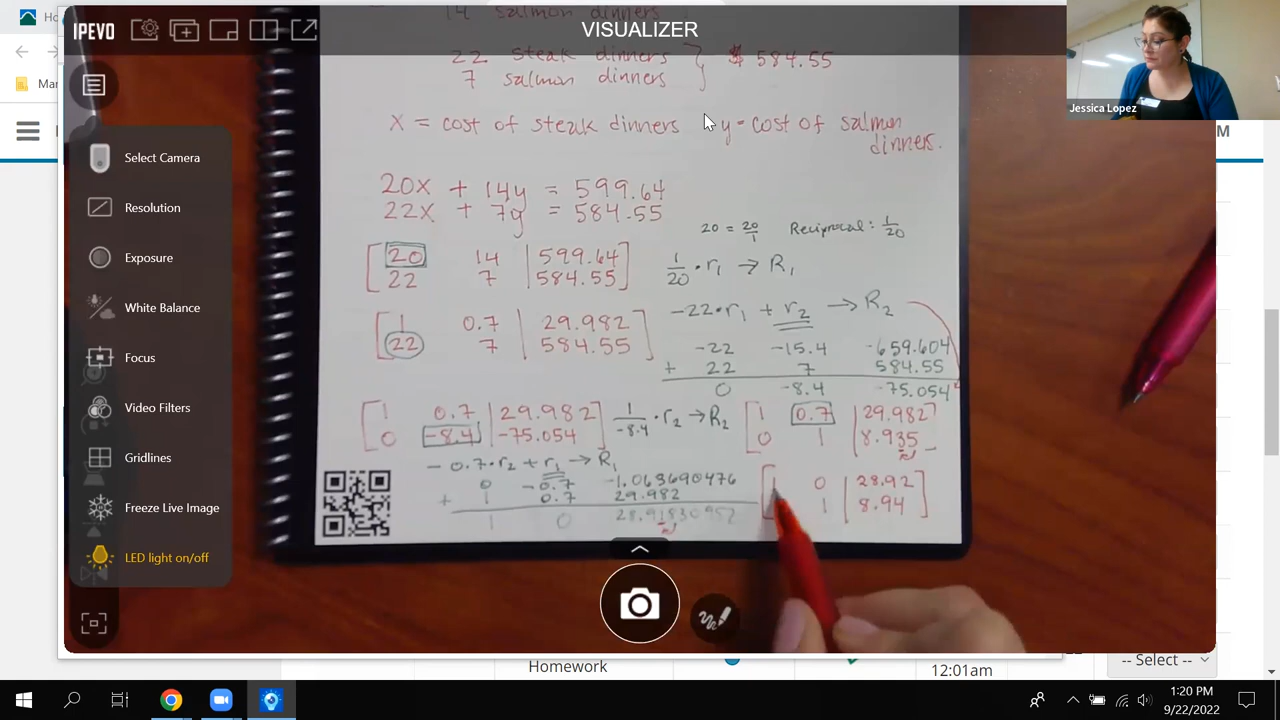 Ho
IPEVO
VISUALIZER
Jessica Lopez
Mar
M
Select Camera
Resolution
Exposure
White Balance
Focus
Video Filters
Gridlines
Freeze Live Image
LED light on/off
14 salmon dinners
22 steak dinners } $584.55
7 salmon dinners
x = cost of steak dinners y = cost of salmon
dinners.
20x + 14y = 599.64
22x + 7y = 584.55
20 = 20/1 Reciprocal: 1/20
[ 20 14 | 599.64 ]
[ 22 7 | 584.55 ]
1/20 · r1 → R1
-22 · r1 + r2 → R2
[ 1 0.7 | 29.982 ]
[ 22 7 | 584.55 ]
-22 -15.4 -659.604
+ 22 7 584.55
0 -8.4 -75.054
[ 1 0.7 | 29.982 ]
[ 0 -8.4 | -75.054 ]
1/-8.4 · r2 → R2
[ 1 0.7 | 29.982 ]
[ 0 1 | 8.935
-0.7 · r2 + r1 → R1
0 -0.7 -1.063690476
+ 1 0.7 29.982
1 0 28.91830952
[ 1 0 | 28.92 ]
1 | 8.94 ]
Homework
12:01am
-- Select --
1:20 PM
9/22/2022